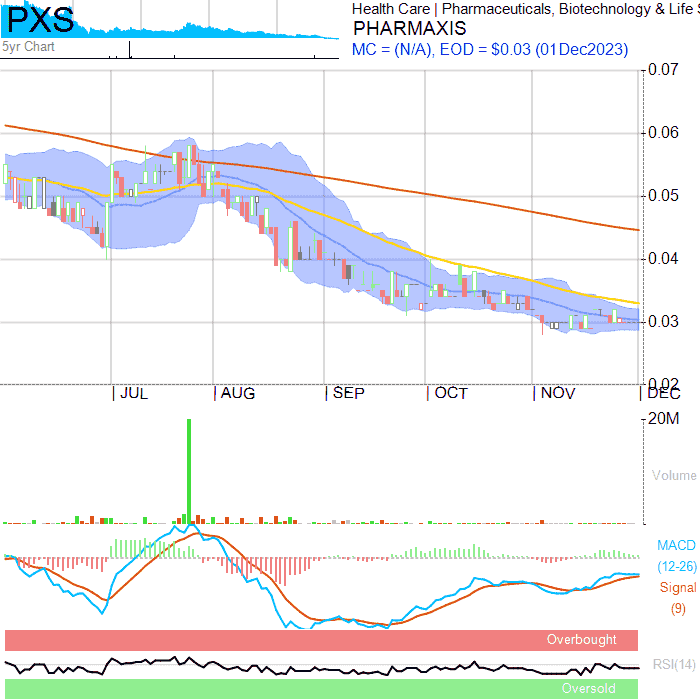 PXS
5yr Chart
Health Care | Pharmaceuticals, Biotechnology & Life S
PHARMAXIS
MC = (N/A), EOD = $0.03 (01Dec2023)
0.07
0.06
0.05
0.04
0.03
0.02
JUL
AUG
SEP
OCT
NOV
DEC
20M
Volume
MACD
(12-26)
Signal
(9)
Overbought
RSI(14)
Oversold